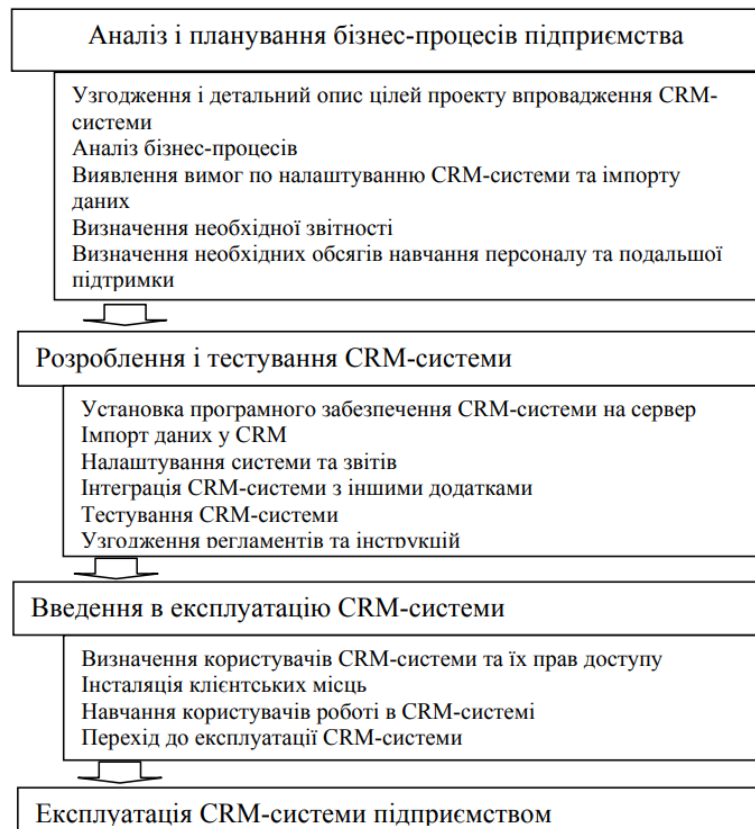 Аналіз і планування бізнес-процесів підприємства
Узгодження і детальний опис цілей проекту впровадження CRM-
системи
Аналіз бізнес-процесів
Виявлення вимог по налаштуванню CRM-системи та імпорту
даних
Визначення необхідної звітності
Визначення необхідних обсягів навчання персоналу та подальшої
підтримки
Розроблення і тестування CRM-системи
Установка програмного забезпечення CRM-системи на сервер
Імпорт даних у CRM
Налаштування системи та звітів
Інтеграція CRM-системи з іншими додатками
Тестування CRM-системи
Узгодження регламентів та інструкцій
Введення в експлуатацію CRM-системи
Визначення користувачів CRM-системи та їх прав доступу
Інсталяція клієнтських місць
Навчання користувачів роботі в CRM-системі
Перехід до експлуатації CRM-системи
Експлуатація CRM-системи підприємством